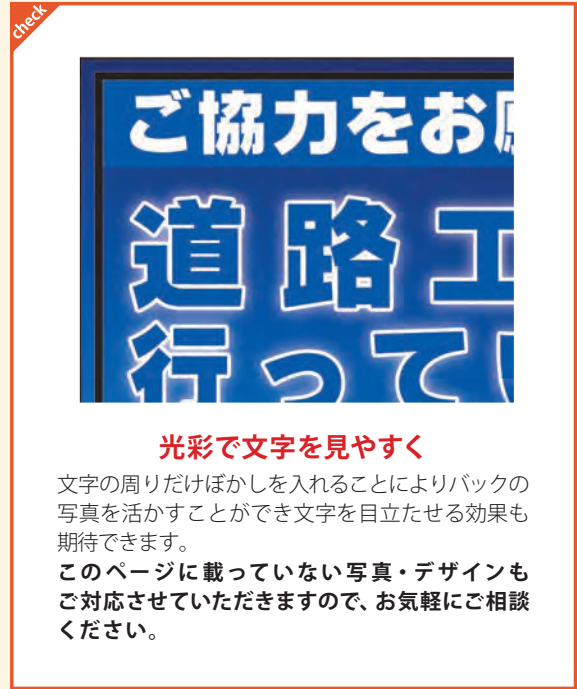 check
ご協力をお
道路工
行ってい
光彩で文字を見やすく
文字の周りだけぼかしを入れることによりバックの
写真を活かすことができ文字を目立たせる効果も
期待できます。
このページに載っていない写真・デザインも
ご対応させていただきますので、お気軽にご相談
ください。